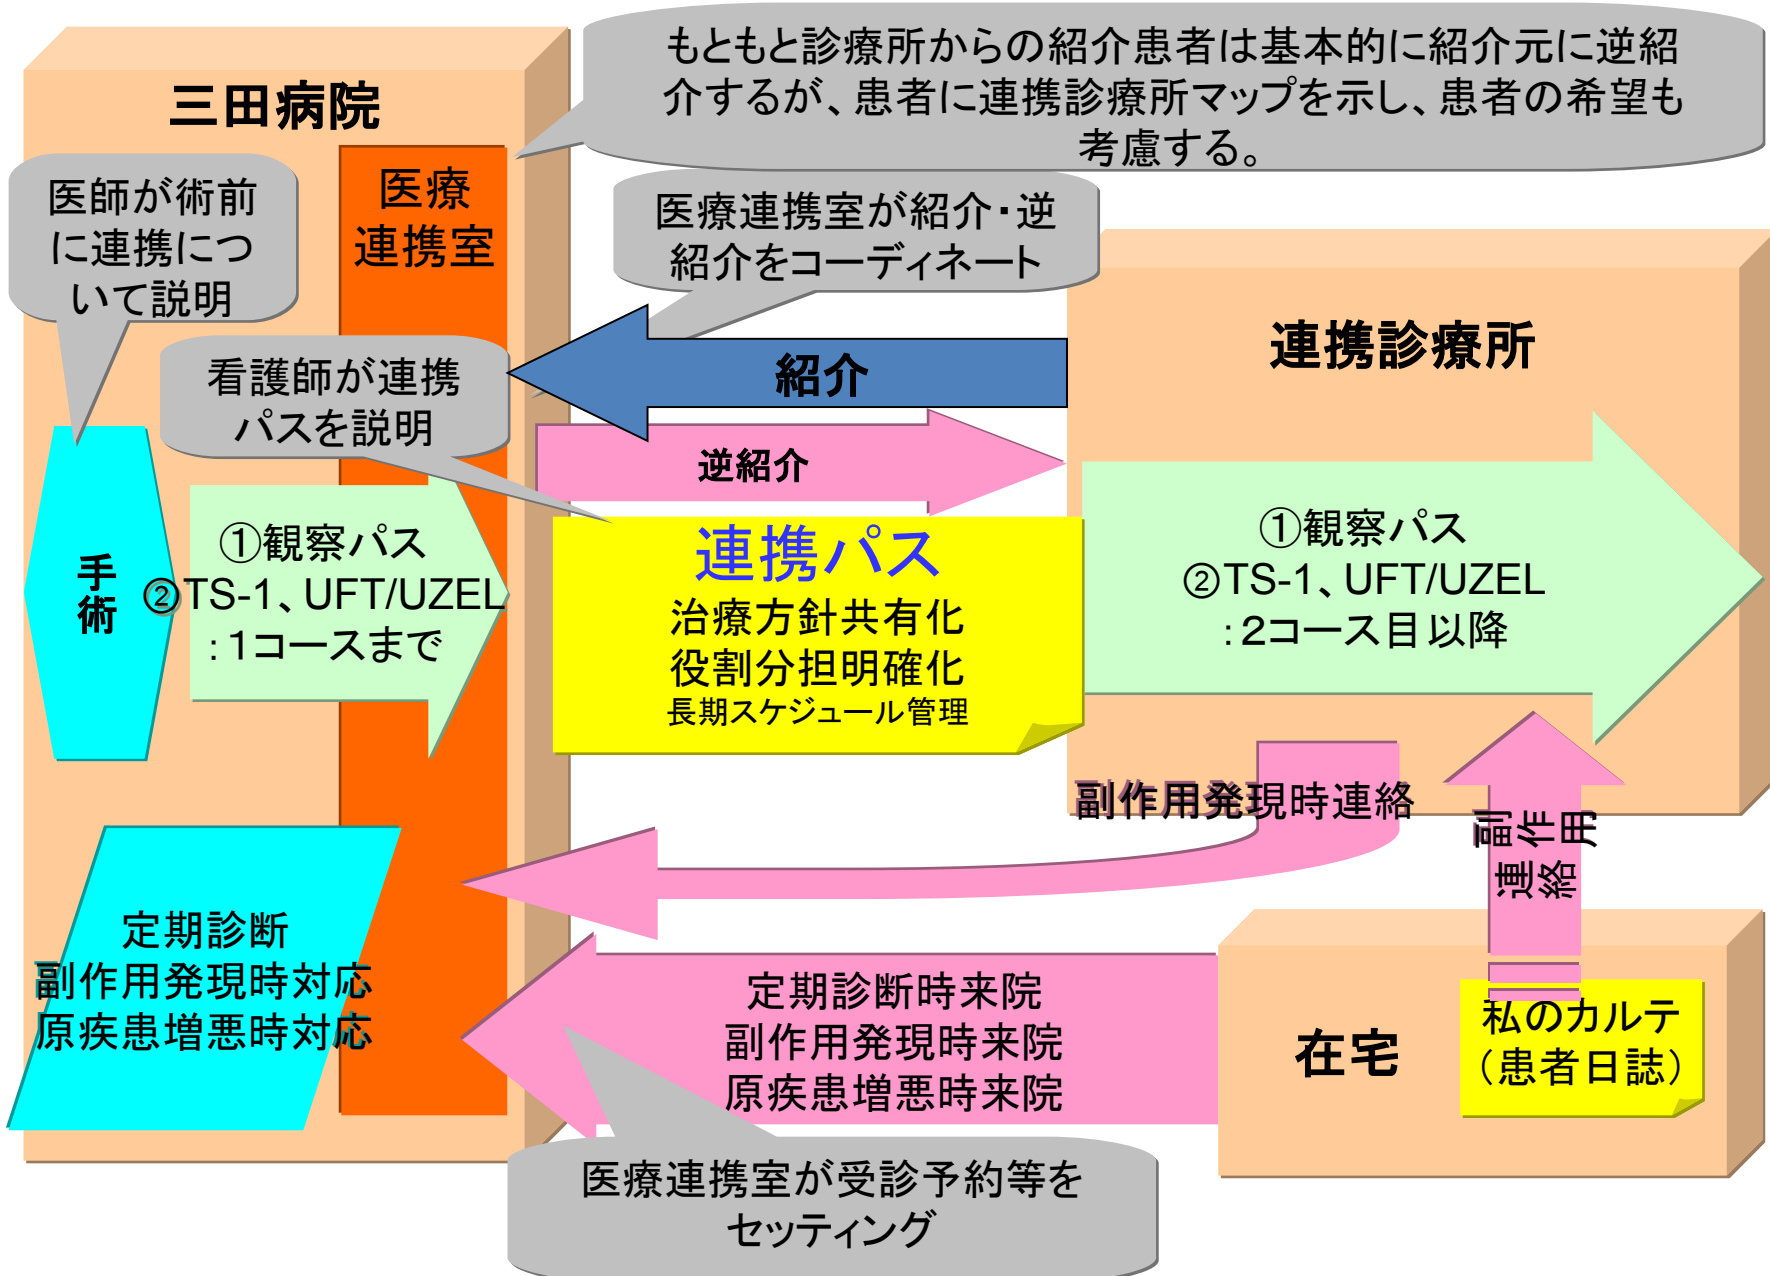 もともと診療所からの紹介患者は基本的に紹介元に逆紹
介するが、患者に連携診療所マップを示し、患者の希望も
考慮する。
三田病院
医師が術前
に連携につ
いて説明
医療
連携室
医療連携室が紹介・逆
紹介をコーディネート
連携診療所
看護師が連携
パスを説明
紹介
逆紹介
手術
①観察パス
②TS-1、UFT/UZEL
：１コースまで
連携パス
治療方針共有化
役割分担明確化
長期スケジュール管理
①観察パス
②TS-1、UFT/UZEL
：２コース目以降
副作用発現時連絡
副作用
連絡
定期診断
副作用発現時対応
原疾患増悪時対応
定期診断時来院
副作用発現時来院
原疾患増悪時来院
在宅
私のカルテ
（患者日誌）
医療連携室が受診予約等を
セッティング